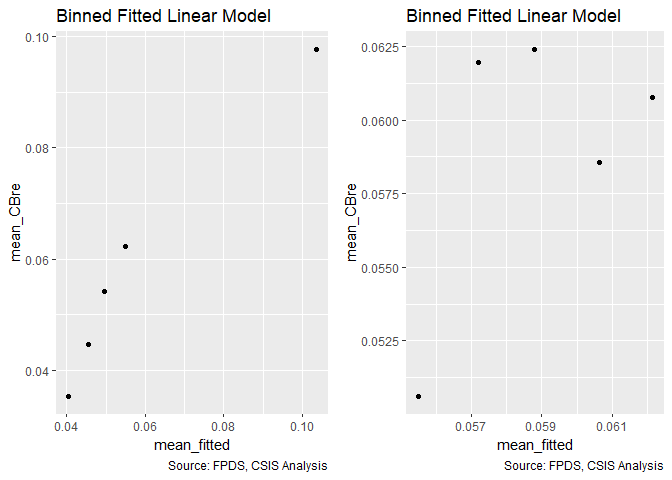 Binned Fitted Linear Model
mean_CBre
0.10
0.08
0.06
0.04
0.04 0.06 0.08 0.10
mean_fitted
Source: FPDS, CSIS Analysis
Binned Fitted Linear Model
mean_CBre
0.0625
0.0600
0.0575
0.0550
0.0525
0.057 0.059 0.061
mean_fitted
Source: FPDS, CSIS Analysis